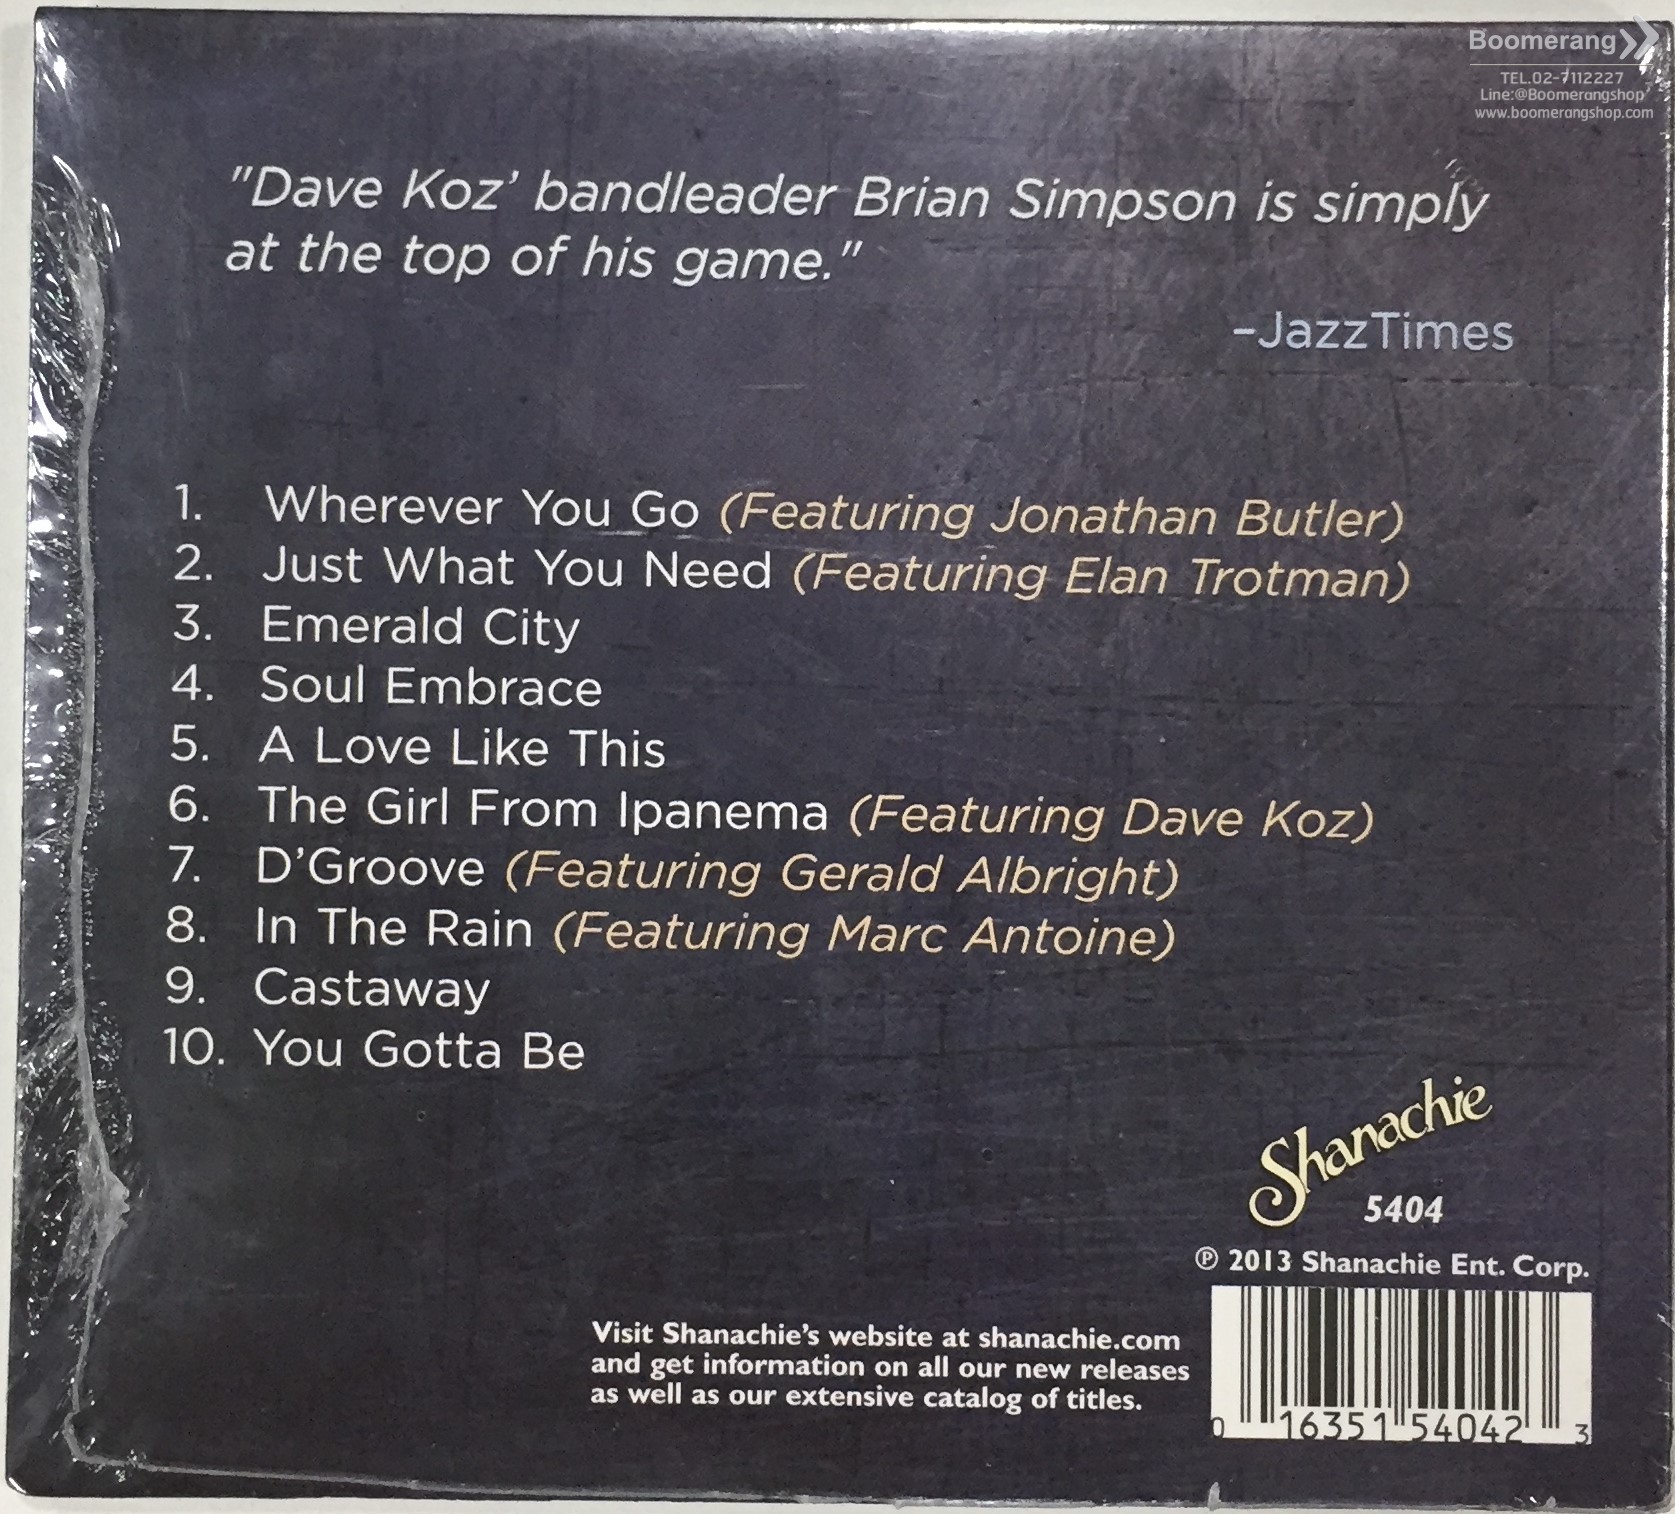 Boomerang
TEL.02-7112227
Line:@Boomerangshop
www.boomerangshop.com
"Dave Koz' bandleader Brian Simpson is simply
at the top of his game."
-JazzTimes
1. Wherever You Go (Featuring Jonathan Butler)
2. Just What You Need (Featuring Elan Trotman)
3. Emerald City
4. Soul Embrace
5. A Love Like This
6. The Girl From Ipanema (Featuring Dave Koz)
7. D'Groove (Featuring Gerald Albright)
8. In The Rain (Featuring Marc Antoine)
9. Castaway
10. You Gotta Be
Shanachie
5404
℗ 2013 Shanachie Ent. Corp.
Visit Shanachie's website at shanachie.com
and get information on all our new releases
as well as our extensive catalog of titles.
0 16351 54042 3